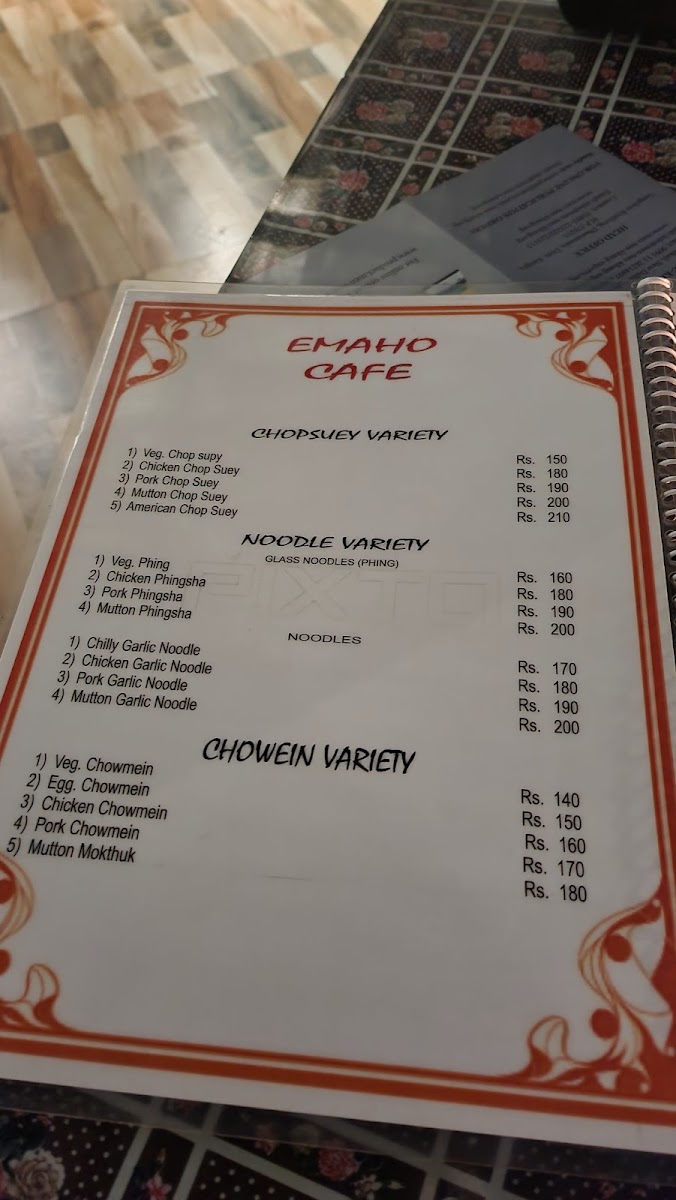 EMAHO
CAFE
CHOPSUEY VARIETY
1) Veg. Chop supy Rs. 150
2) Chicken Chop Suey Rs. 180
3) Pork Chop Suey Rs. 190
4) Mutton Chop Suey Rs. 200
5) American Chop Suey Rs. 210
NOODLE VARIETY
GLASS NOODLES (PHING)
1) Veg. Phing Rs. 160
2) Chicken Phingsha Rs. 180
3) Pork Phingsha Rs. 190
4) Mutton Phingsha Rs. 200
NOODLES
1) Chilly Garlic Noodle Rs. 170
2) Chicken Garlic Noodle Rs. 180
3) Pork Garlic Noodle Rs. 190
4) Mutton Garlic Noodle Rs. 200
CHOWEIN VARIETY
1) Veg. Chowmein Rs. 140
2) Egg. Chowmein Rs. 150
3) Chicken Chowmein Rs. 160
4) Pork Chowmein Rs. 170
5) Mutton Mokthuk Rs. 180
HEAD OFFICE